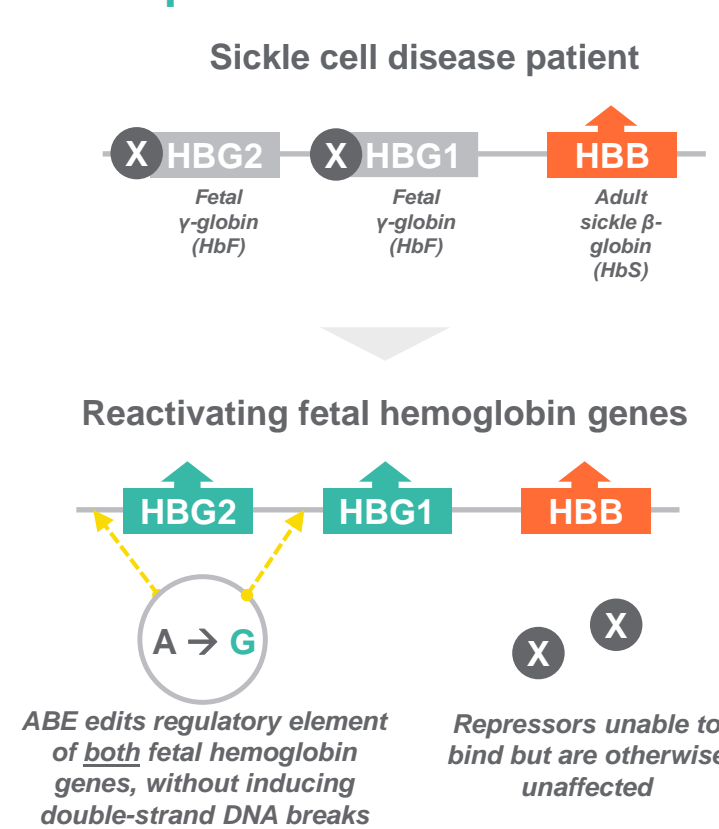 Sickle cell disease patient
X HBG2 X HBG1 HBB
Fetal
γ-globin
(HbF)
Fetal
γ-globin
(HbF)
Adult
sickle β-
globin
(HbS)
Reactivating fetal hemoglobin genes
HBG2 HBG1 HBB
A → G
X
X
ABE edits regulatory element
of both fetal hemoglobin
genes, without inducing
double-strand DNA breaks
Repressors unable to
bind but are otherwise
unaffected